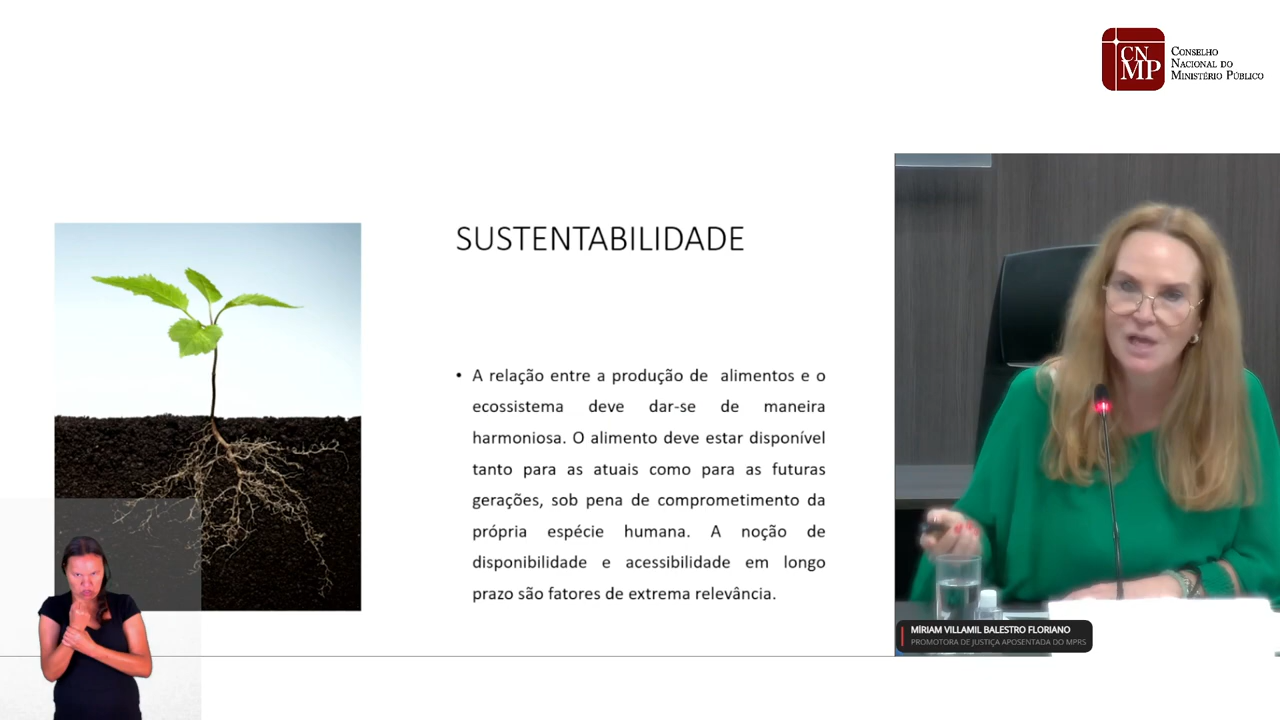 CN
MP
CONSELHO
NACIONAL DO
MINISTÉRIO PÚBLICO
SUSTENTABILIDADE
• A relação entre a produção de alimentos e o
ecossistema deve dar-se de maneira
harmoniosa. O alimento deve estar disponível
tanto para as atuais como para as futuras
gerações, sob pena de comprometimento da
própria espécie humana. A noção de
disponibilidade e acessibilidade em longo
prazo são fatores de extrema relevância.
MÍRIAM VILLAMIL BALESTRO FLORIANO
PROMOTORA DE JUSTIÇA APOSENTADA DO MPRS